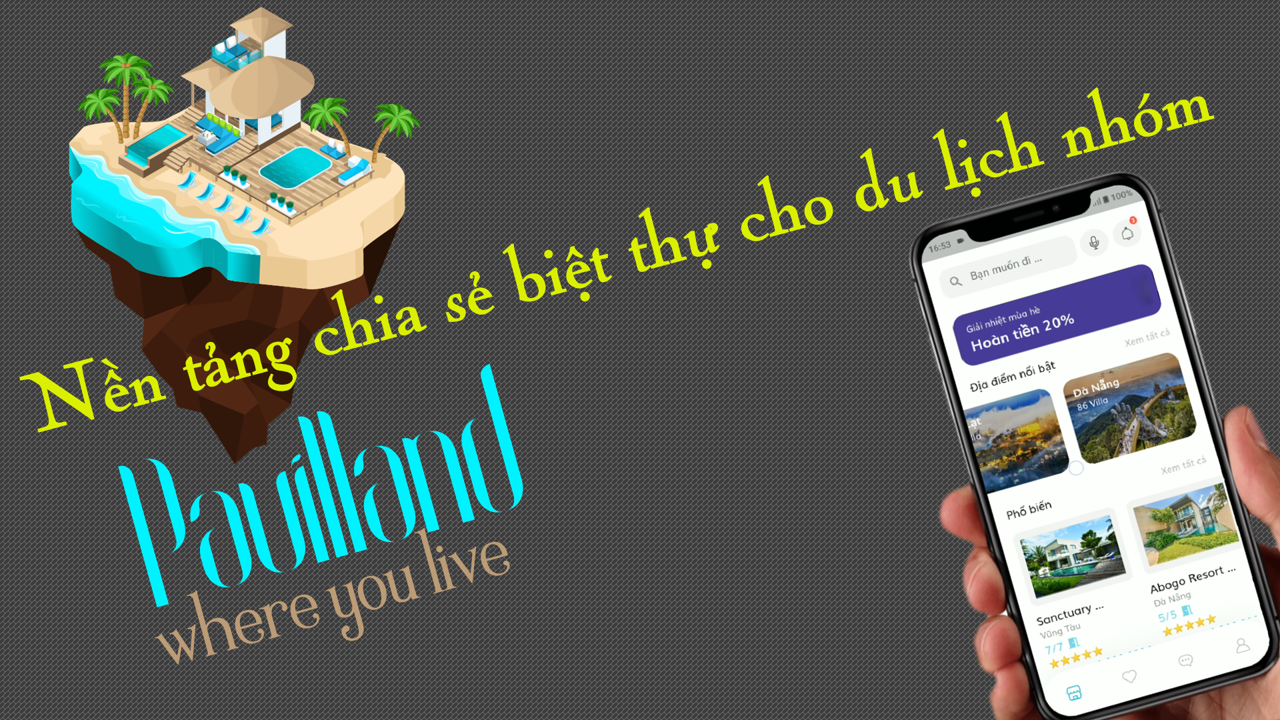 Nền tảng chia sẻ biệt thự cho du lịch nhóm
Pavilland
where you live
16:53
100%
Bạn muốn đi ...
Giải nhiệt mùa hè
Hoàn tiền 20%
Xem tất cả
Địa điểm nổi bật
Đà Nẵng
86 Villa
Xem tất cả
Phổ biến
Sanctuary ...
Vũng Tàu
7/7
Abogo Resort ...
Đà Nẵng
5/5